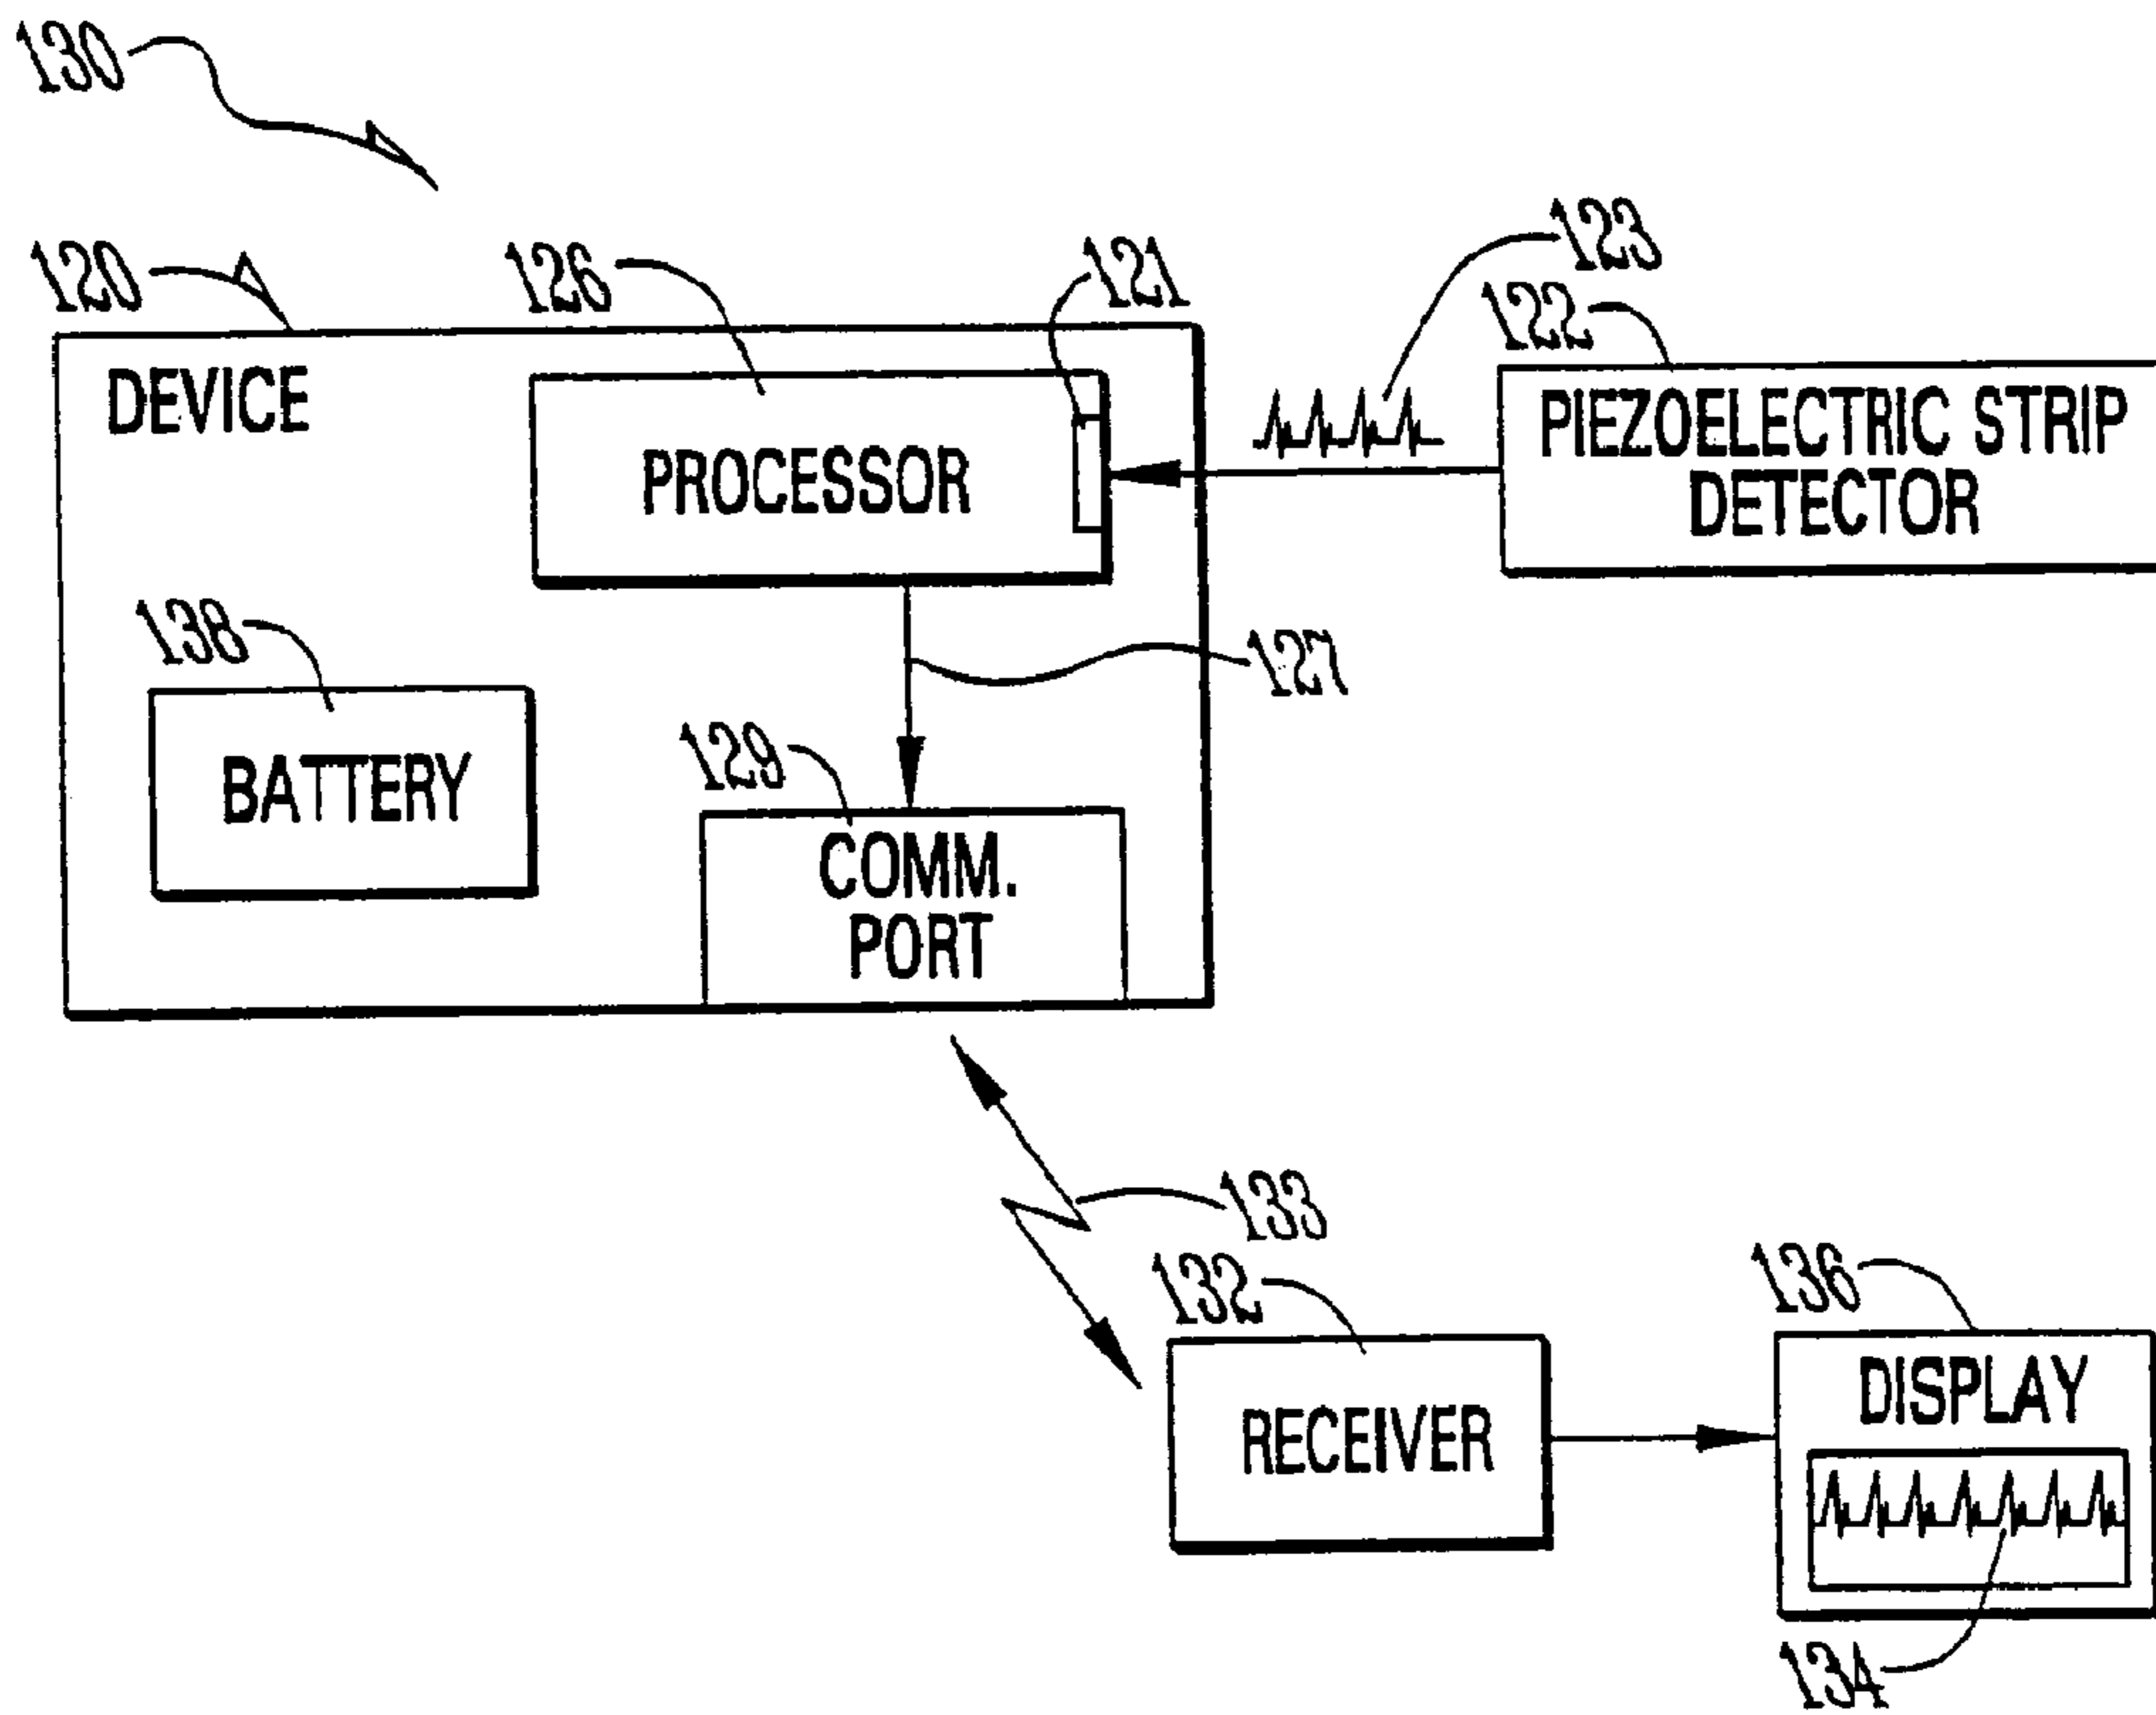 130
120
126
121
123
122
DEVICE
PROCESSOR
PIEZOELECTRIC STRIP
DETECTOR
138
127
129
BATTERY
COMM.
PORT
133
132
136
RECEIVER
DISPLAY
134